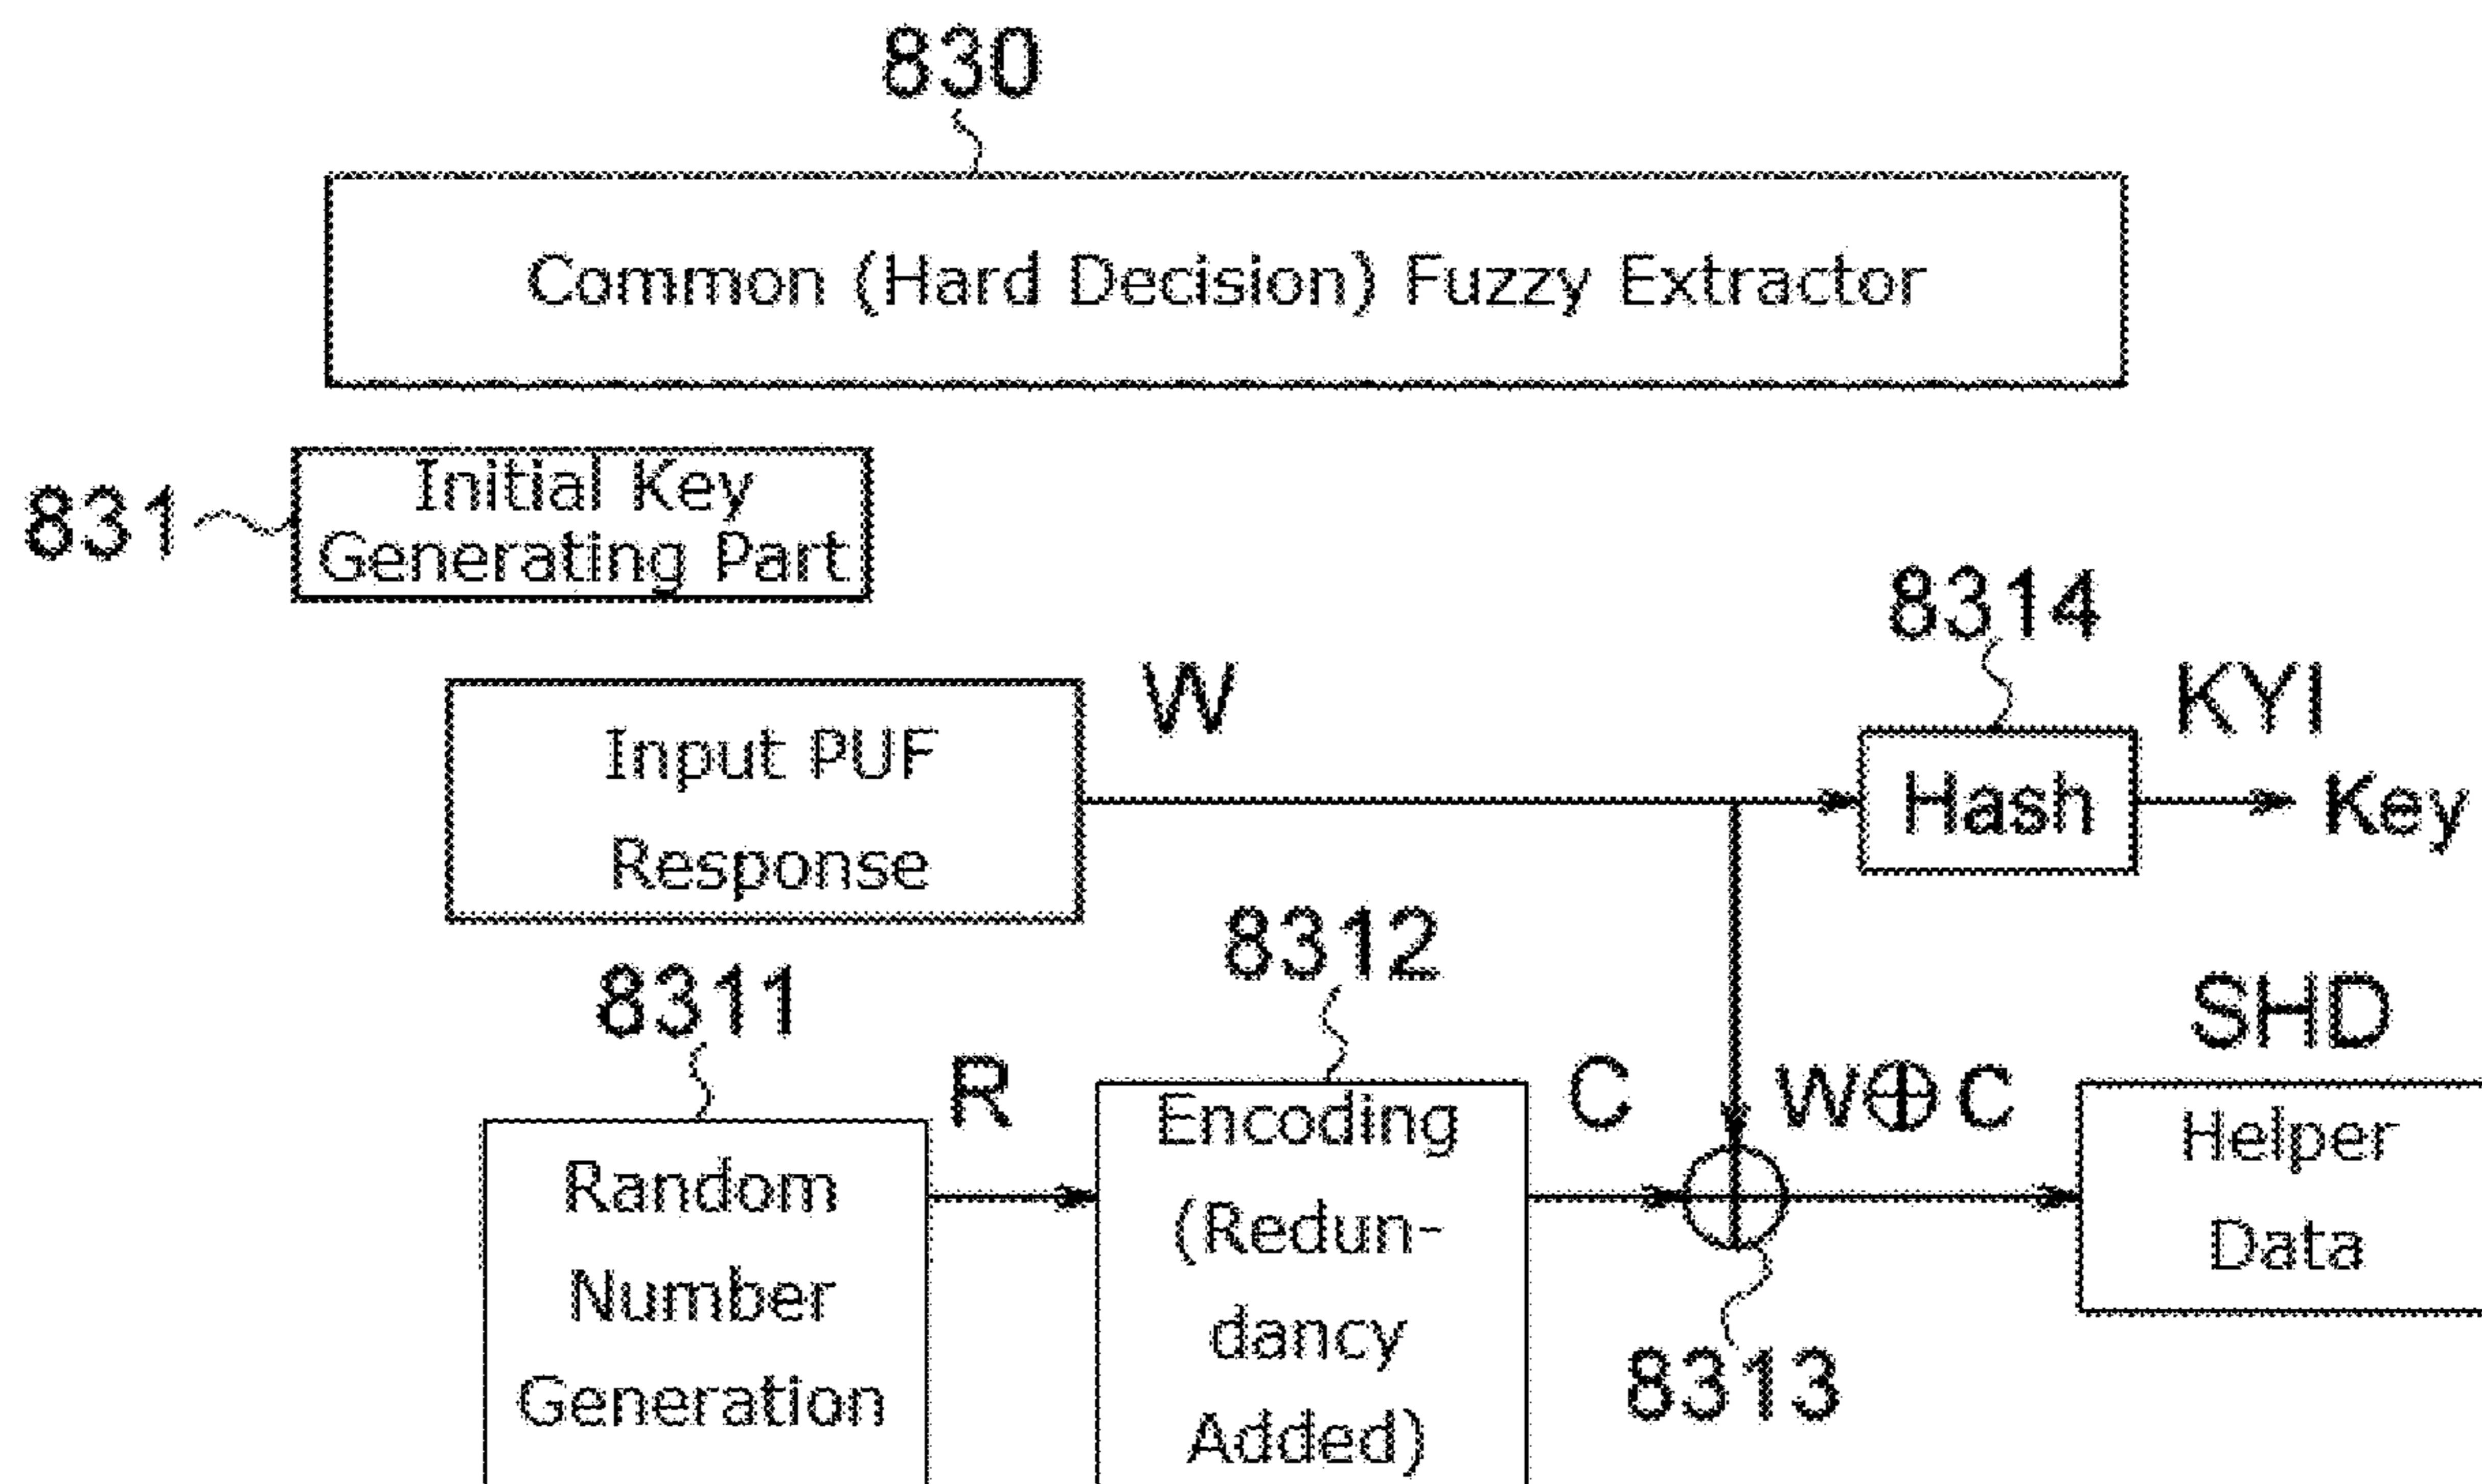 830
Common (Hard Decision) Fuzzy Extractor
831
Initial Key
Generating Part
8314
W
KYI
Input PUF
Response
Hash
Key
8312
8311
SHD
R
C
W⊕C
Encoding
(Redun-
dancy
Added)
Helper
Data
Random
Number
Generation
8313